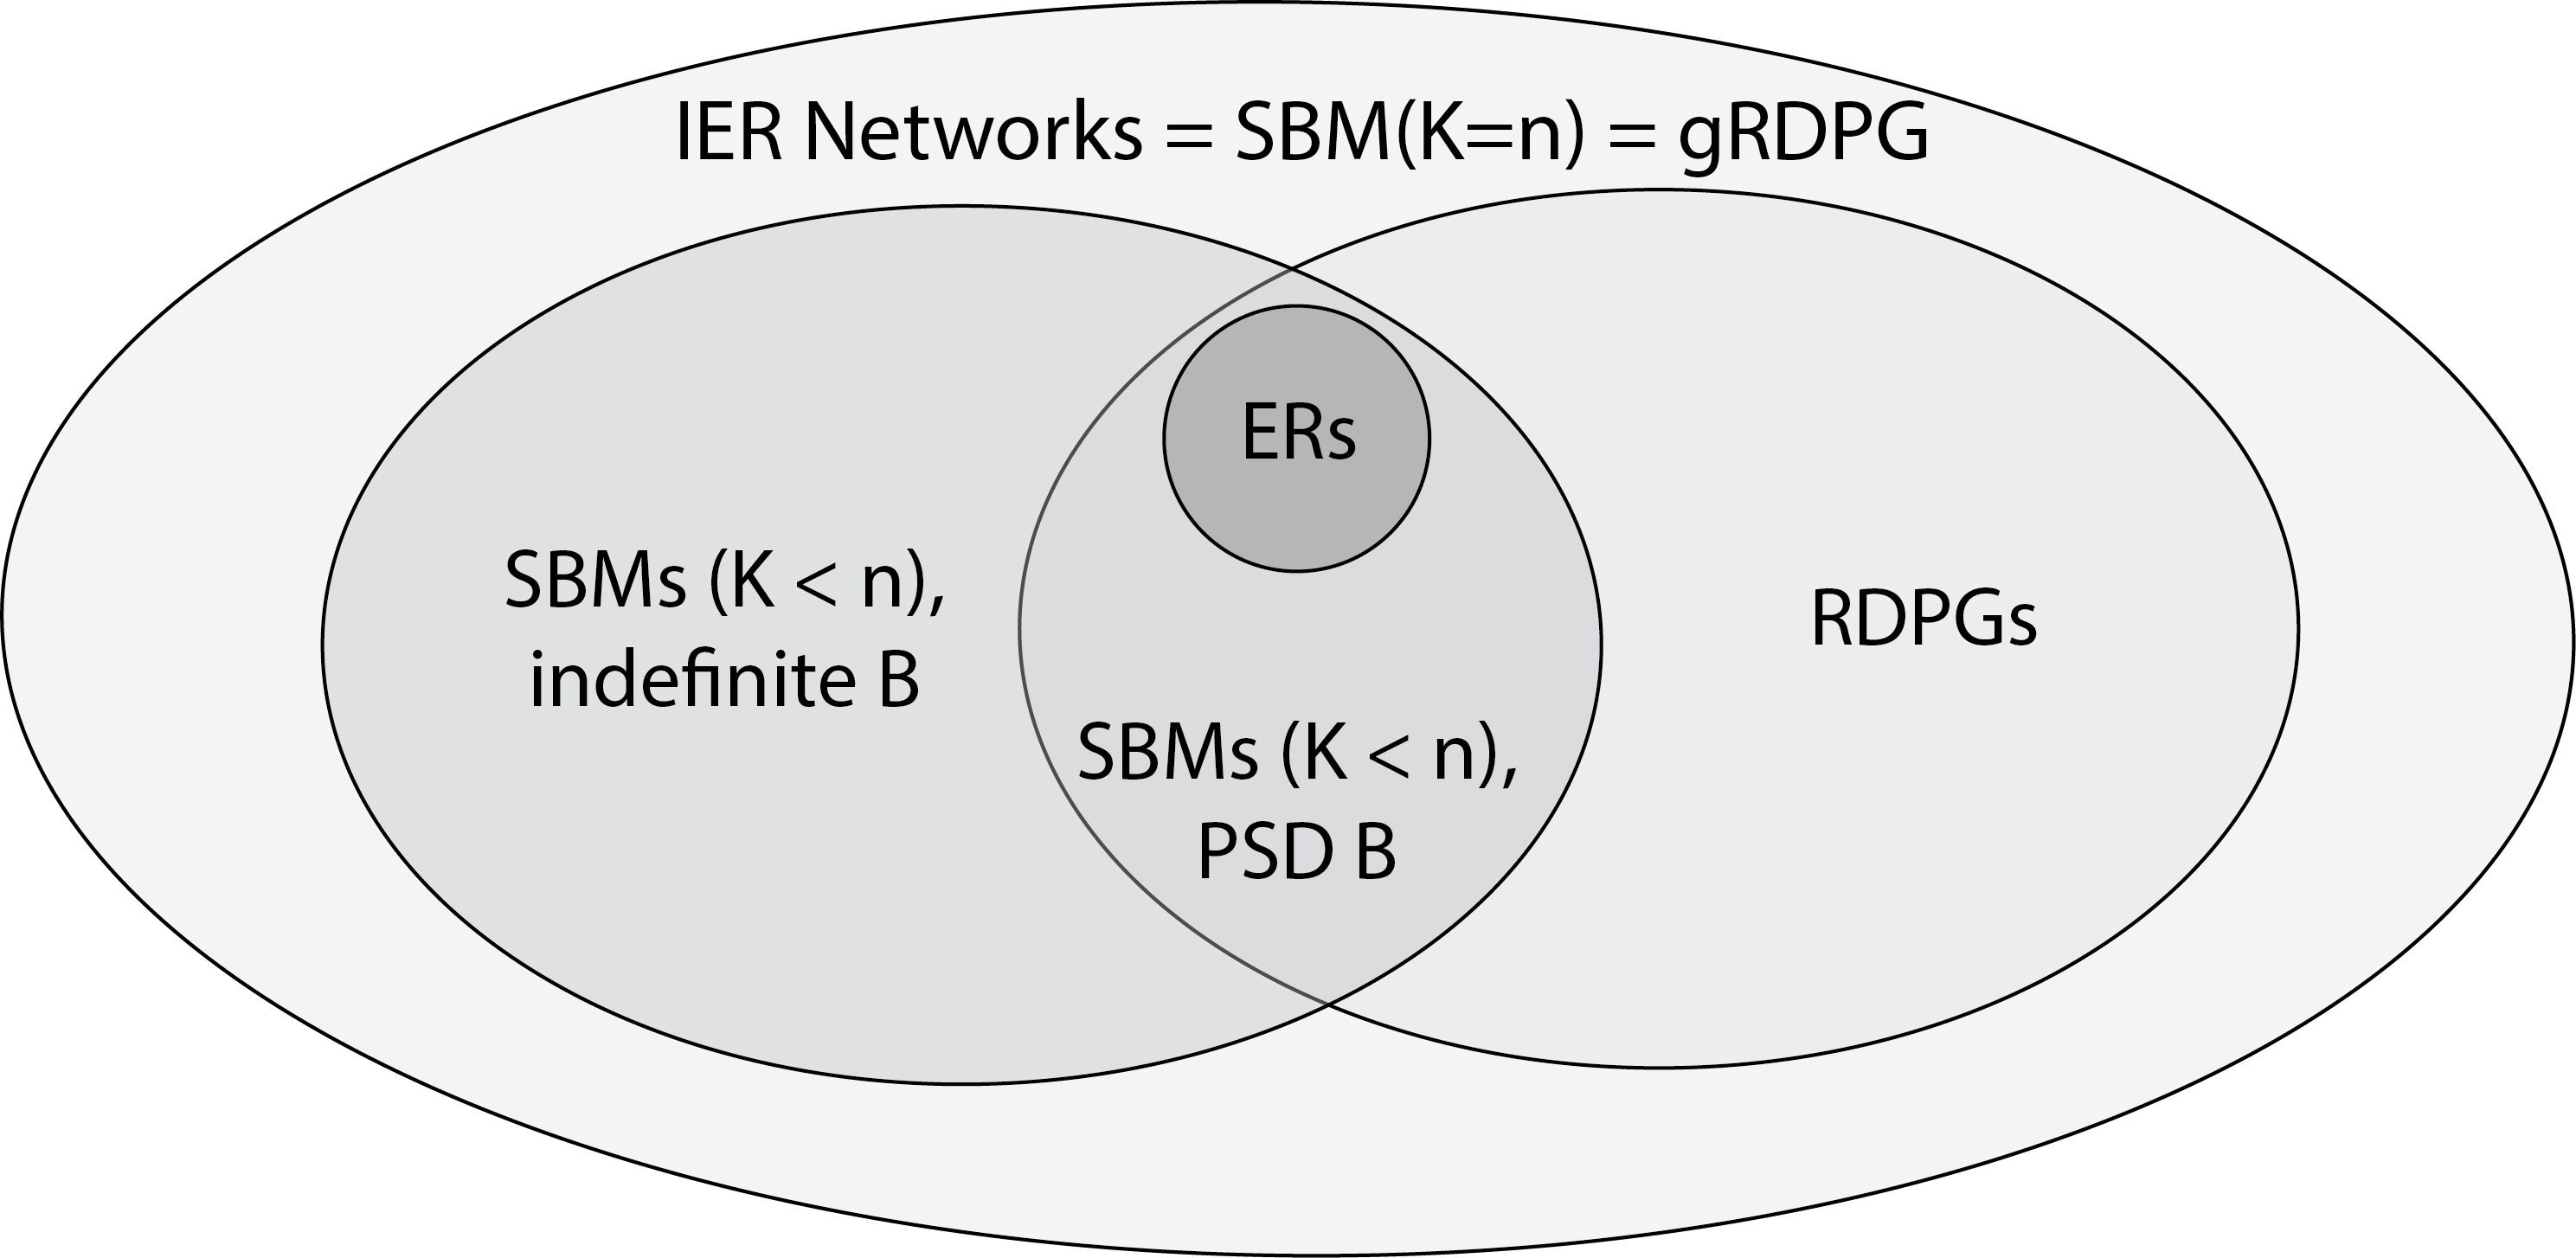 IER Networks = SBM(K=n) = gRDPG
ERs
SBMs (K < n),
indefinite B
RDPGs
SBMs (K < n),
PSD B